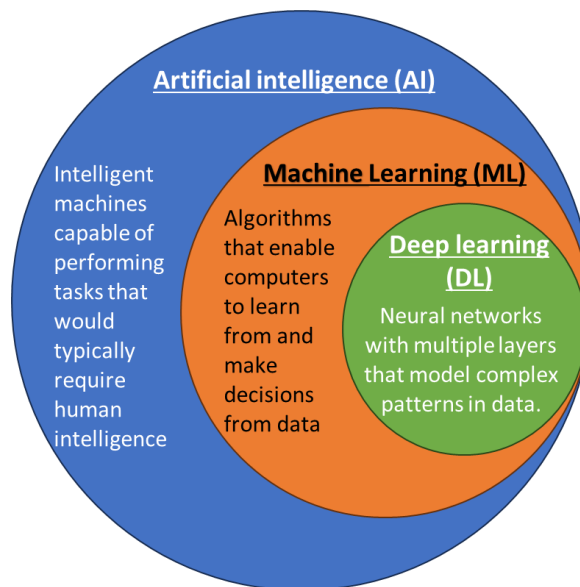 Artificial intelligence (AI)
Intelligent
machines
capable of
performing
tasks that
would
typically
require
human
intelligence
Machine Learning (ML)
Algorithms
that enable
computers
to learn
from and
make
decisions
from data
Deep learning
(DL)
Neural networks
with multiple layers
that model complex
patterns in data.